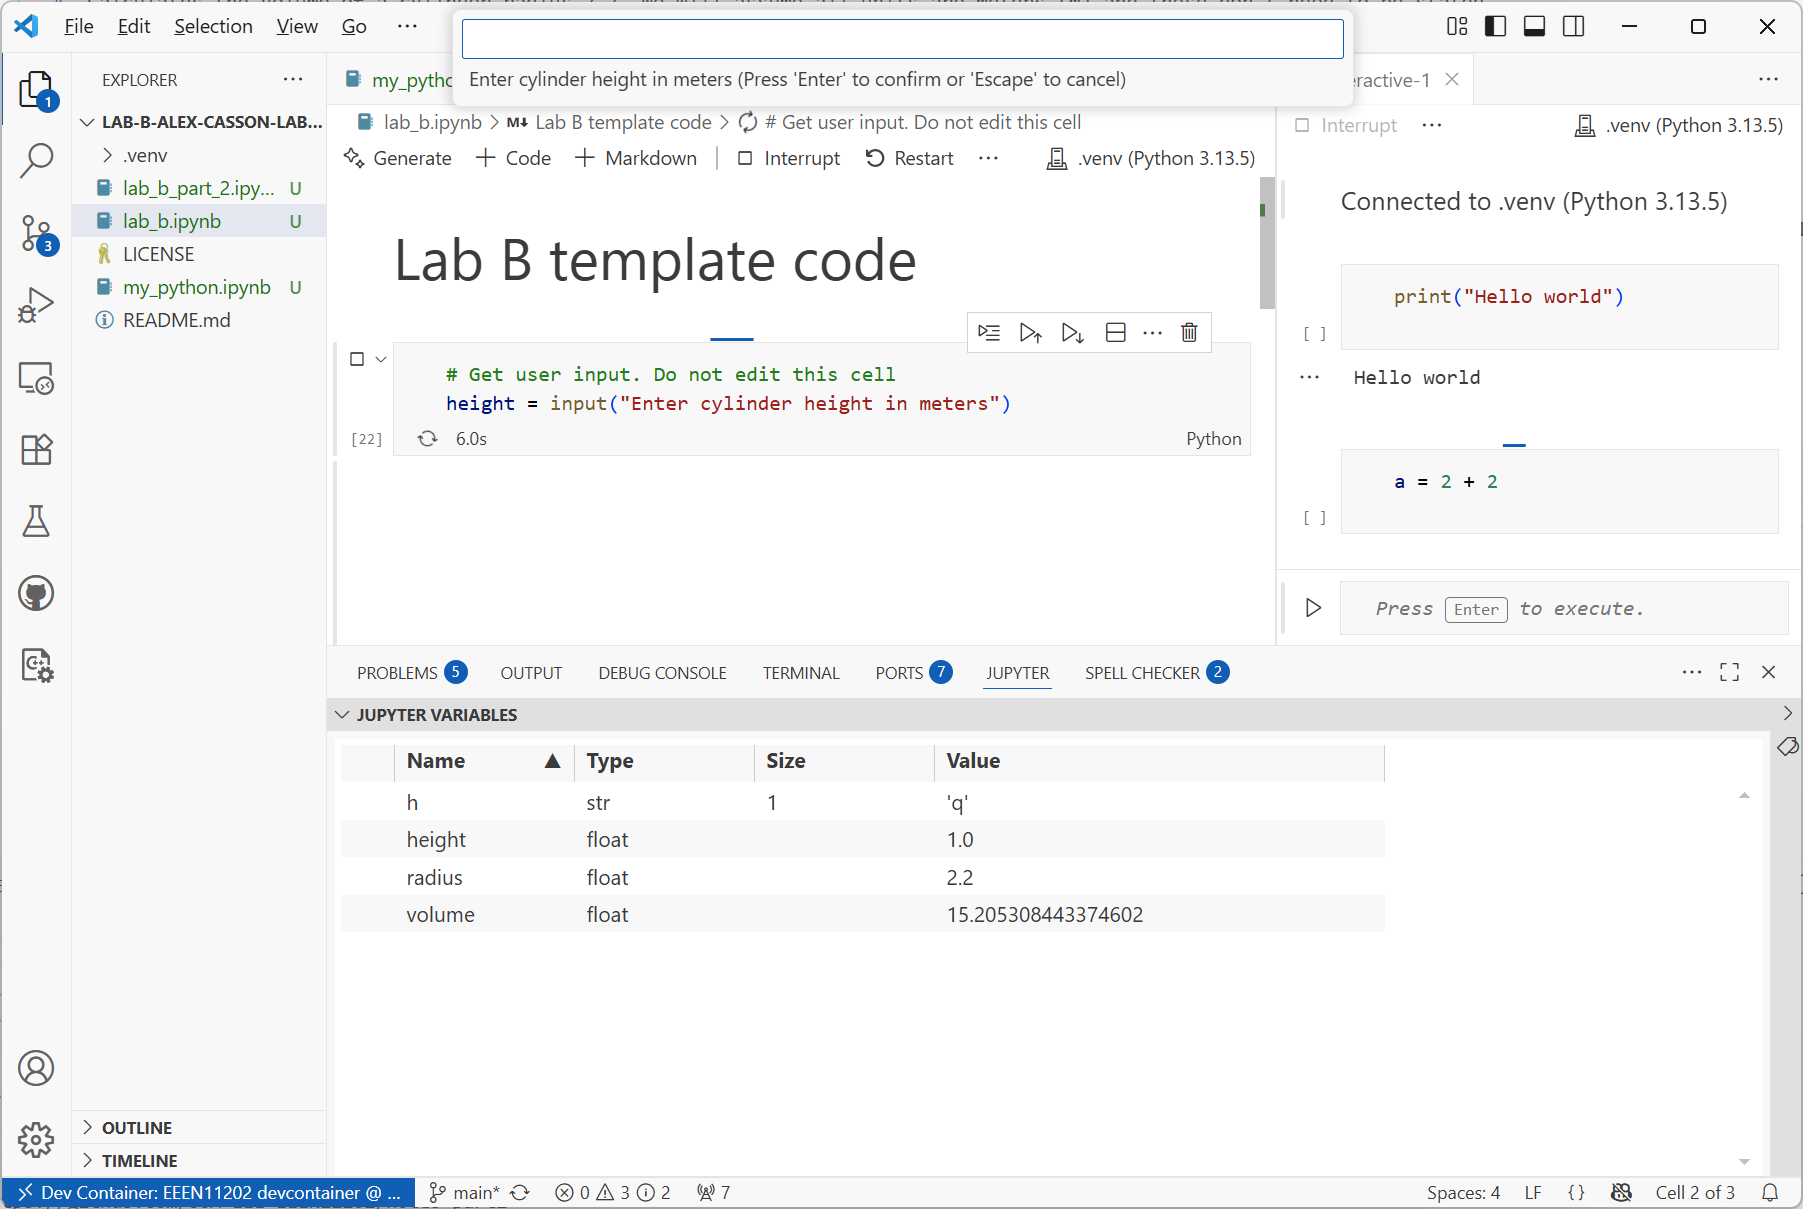 File Edit Selection View Go ···
Enter cylinder height in meters (Press 'Enter' to confirm or 'Escape' to cancel)
EXPLORER
LAB-B-ALEX-CASSON-LAB...
.venv
lab_b_part_2.ipy... U
lab_b.ipynb U
LICENSE
my_python.ipynb U
README.md
OUTLINE
TIMELINE
1
3
lab_b.ipynb > M↓ Lab B template code > # Get user input. Do not edit this cell
Generate + Code + Markdown | Interrupt Restart ··· .venv (Python 3.13.5)
Lab B template code
# Get user input. Do not edit this cell
height = input("Enter cylinder height in meters")
[22] 6.0s Python
Interrupt ··· .venv (Python 3.13.5)
Connected to .venv (Python 3.13.5)
print("Hello world")
[ ]
Hello world
a = 2 + 2
[ ]
Press Enter to execute.
PROBLEMS 5 OUTPUT DEBUG CONSOLE TERMINAL PORTS 7 JUPYTER SPELL CHECKER 2
JUPYTER VARIABLES
Name ▲ Type Size Value
h str 1 'q'
height float 1.0
radius float 2.2
volume float 15.205308443374602
Dev Container: EEEN11202 devcontainer @ ... main* 0 3 2 7 Spaces: 4 LF {} Cell 2 of 3